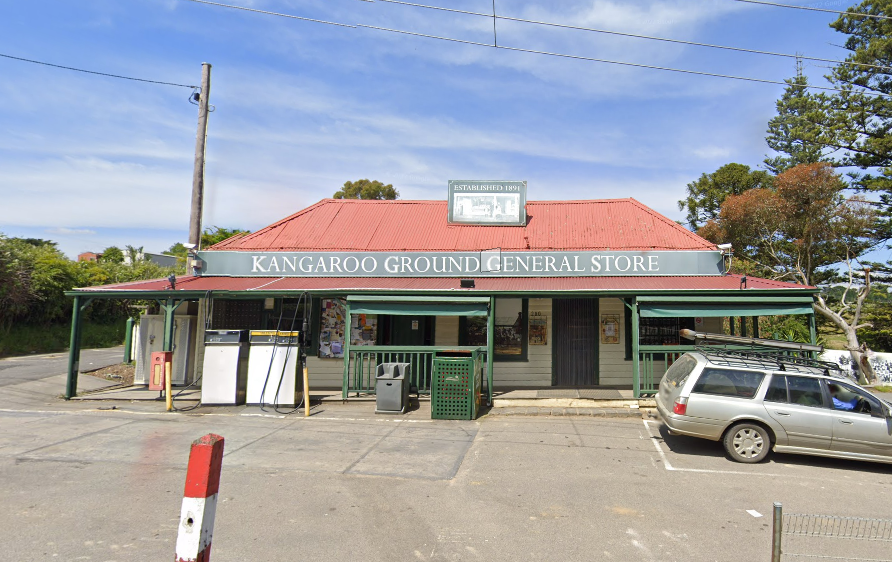 ESTABLISHED 1891
KANGAROO GROUND GENERAL STORE